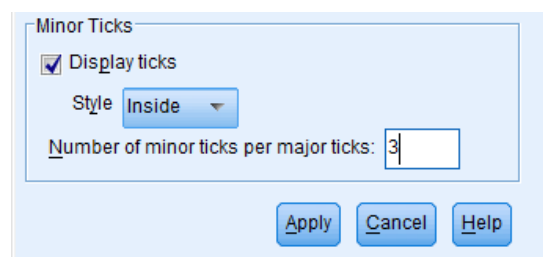 Minor Ticks
Display ticks
Style Inside
Number of minor ticks per major ticks: 3
Apply Cancel Help